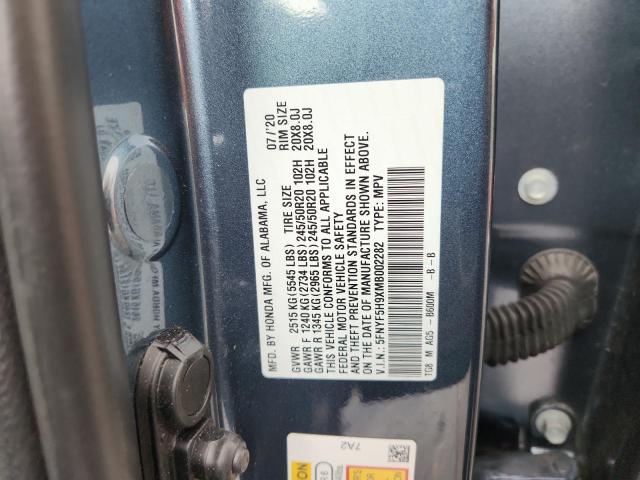 MFD. BY HONDA MFG. OF ALABAMA, LLC 07/'20
GVWR 2515 KG(5545 LBS) TIRE SIZE RIM SIZE
GAWR F 1240 KG(2734 LBS) 245/50R20 102H 20X8.0J
GAWR R 1345 KG(2965 LBS) 245/50R20 102H 20X8.0J
THIS VEHICLE CONFORMS TO ALL APPLICABLE
FEDERAL MOTOR VEHICLE SAFETY
AND THEFT PREVENTION STANDARDS IN EFFECT
ON THE DATE OF MANUFACTURE SHOWN ABOVE.
V.I.N.:5FNYF5H9XMB002282 TYPE: MPV
TG8 M AG5 - B600M -B-B
7A2